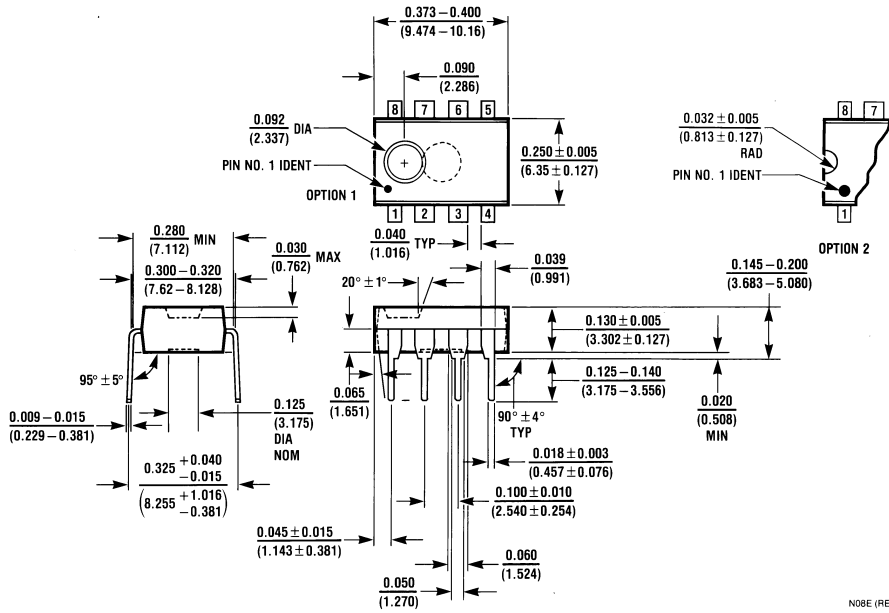 0.373–0.400
(9.474–10.16)
0.090
(2.286)
8 7 6 5
0.092
(2.337)
DIA
PIN NO. 1 IDENT
OPTION 1
1 2 3 4
0.250 ± 0.005
(6.35 ± 0.127)
0.032 ± 0.005
(0.813 ± 0.127)
RAD
PIN NO. 1 IDENT
8 7
1
OPTION 2
0.280
(7.112)
MIN
0.300–0.320
(7.62–8.128)
0.030
(0.762)
MAX
0.040
(1.016)
TYP
0.039
(0.991)
20° ± 1°
0.145–0.200
(3.683–5.080)
0.130 ± 0.005
(3.302 ± 0.127)
0.125–0.140
(3.175–3.556)
0.020
(0.508)
MIN
95° ± 5°
0.009–0.015
(0.229–0.381)
0.125
(3.175)
DIA
NOM
0.065
(1.651)
90° ± 4°
TYP
0.018 ± 0.003
(0.457 ± 0.076)
0.325 +0.040
−0.015
(8.255 +1.016
−0.381)
0.100 ± 0.010
(2.540 ± 0.254)
0.045 ± 0.015
(1.143 ± 0.381)
0.060
(1.524)
0.050
(1.270)
N08E (RE